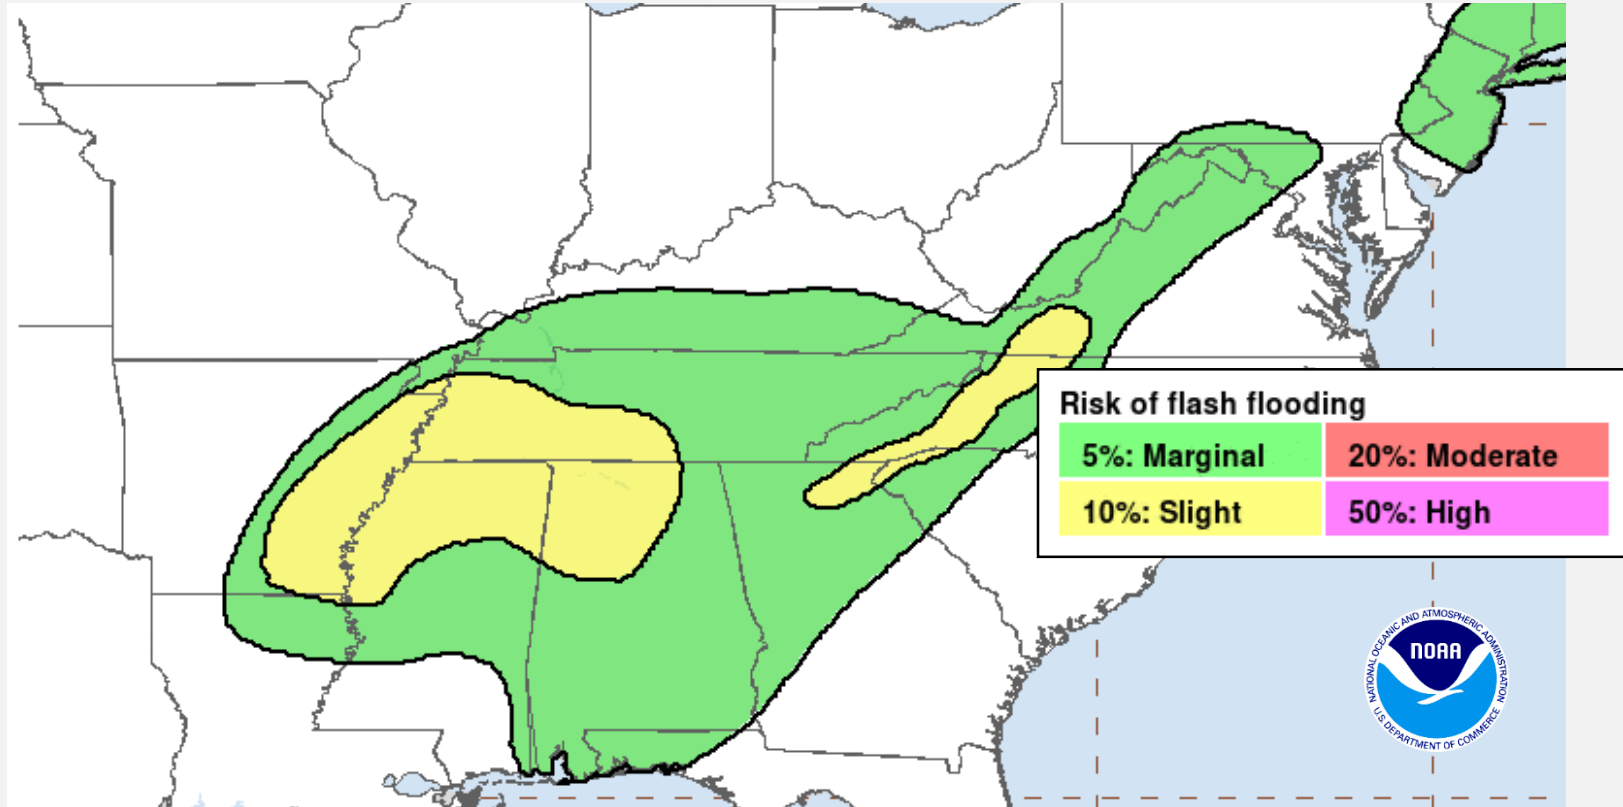 Risk of flash flooding
5%: Marginal
20%: Moderate
10%: Slight
50%: High
NATIONAL OCEANIC AND ATMOSPHERIC ADMINISTRATION
NOAA
U.S. DEPARTMENT OF COMMERCE